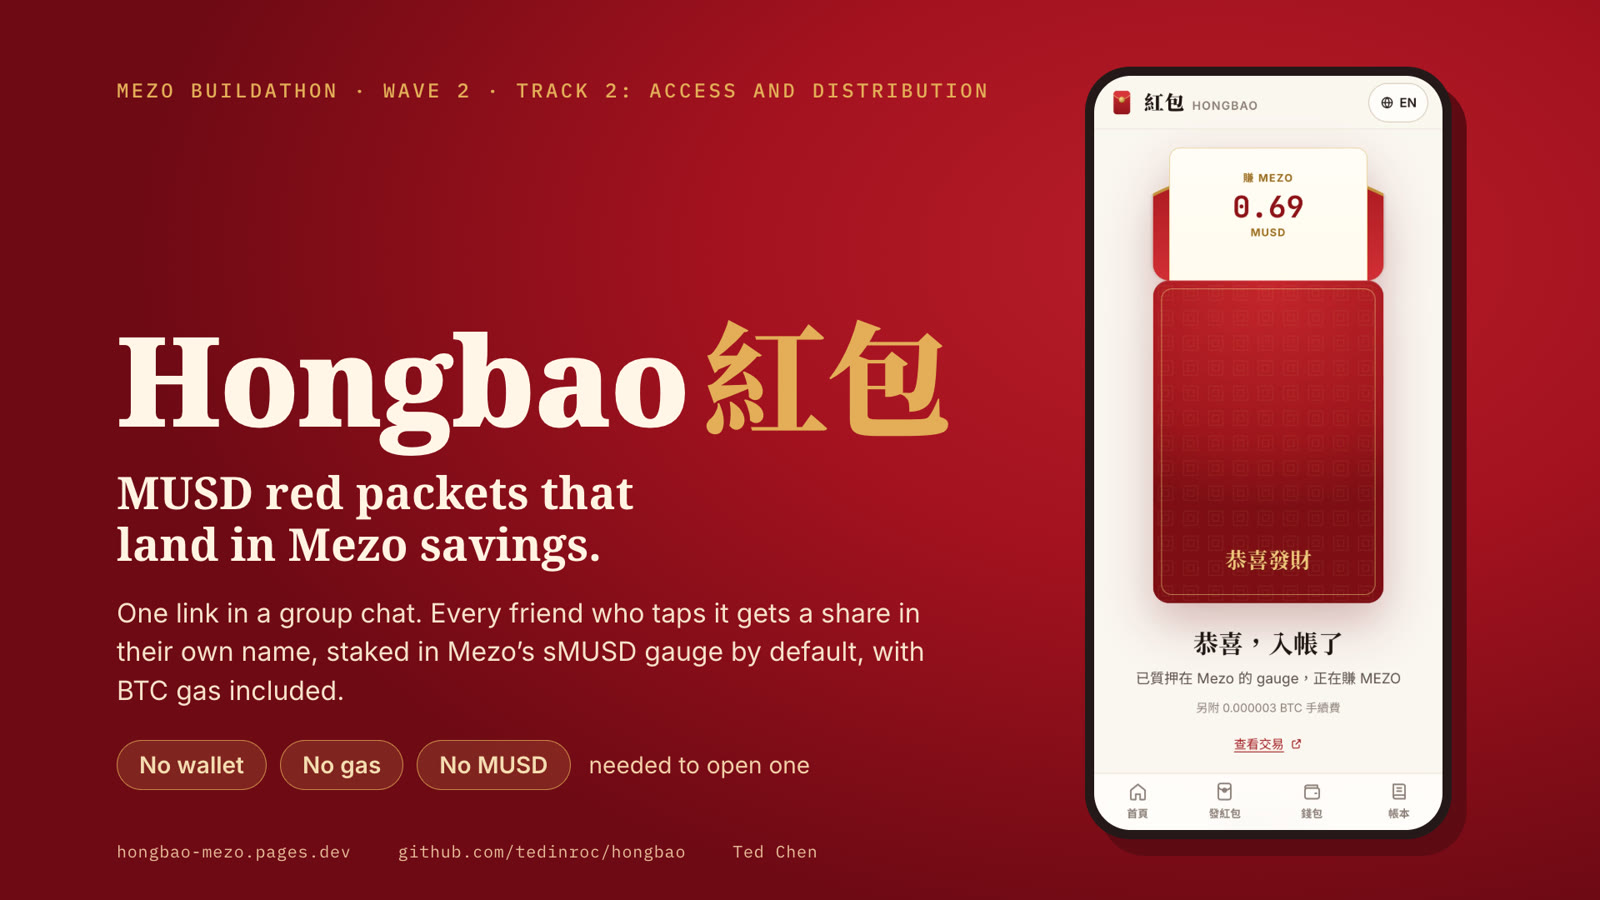 MEZO BUILDATHON · WAVE 2 · TRACK 2: ACCESS AND DISTRIBUTION
Hongbao 紅包
MUSD red packets that
land in Mezo savings.
One link in a group chat. Every friend who taps it gets a share in
their own name, staked in Mezo’s sMUSD gauge by default, with
BTC gas included.
No wallet No gas No MUSD needed to open one
hongbao-mezo.pages.dev github.com/tedinroc/hongbao Ted Chen
紅包 HONGBAO EN
賺 MEZO
0.69
MUSD
恭喜發財
恭喜，入帳了
已質押在 Mezo 的 gauge，正在賺 MEZO
另附 0.000003 BTC 手續費
查看交易
首頁 發紅包 錢包 帳本